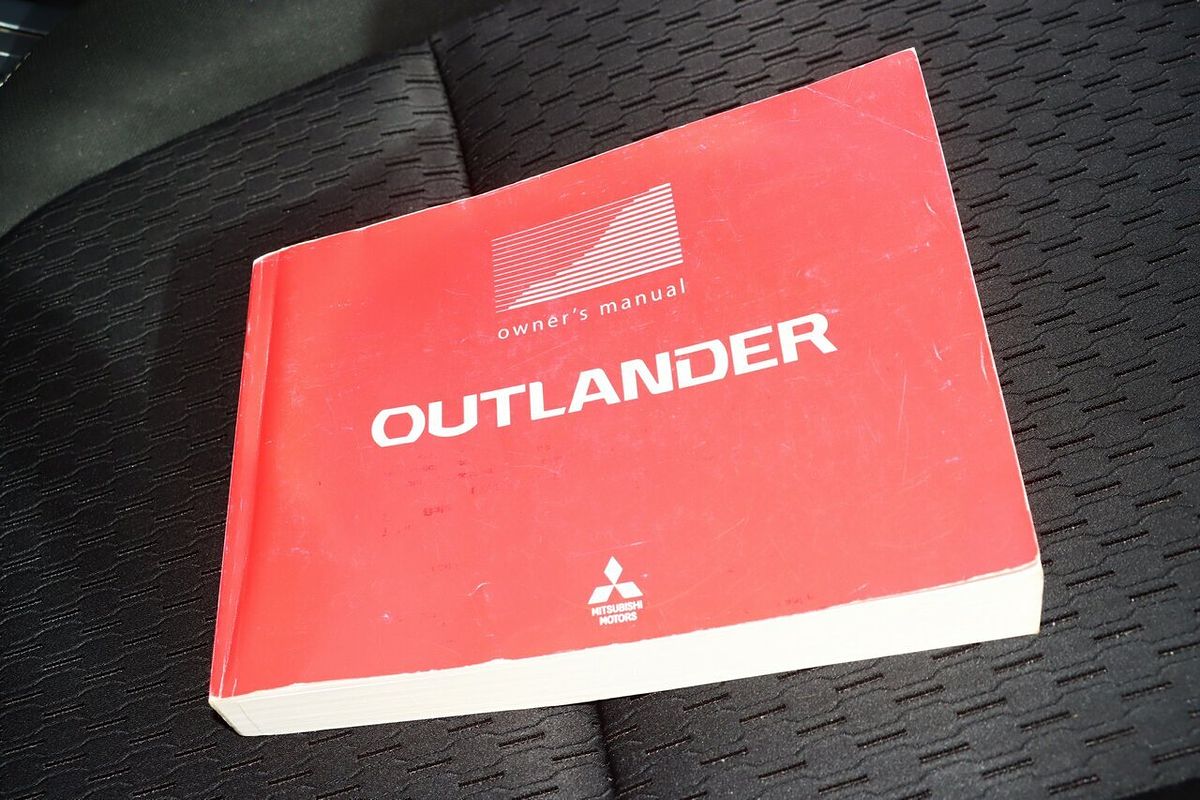 owner's manual
OUTLANDER
MITSUBISHI
MOTORS